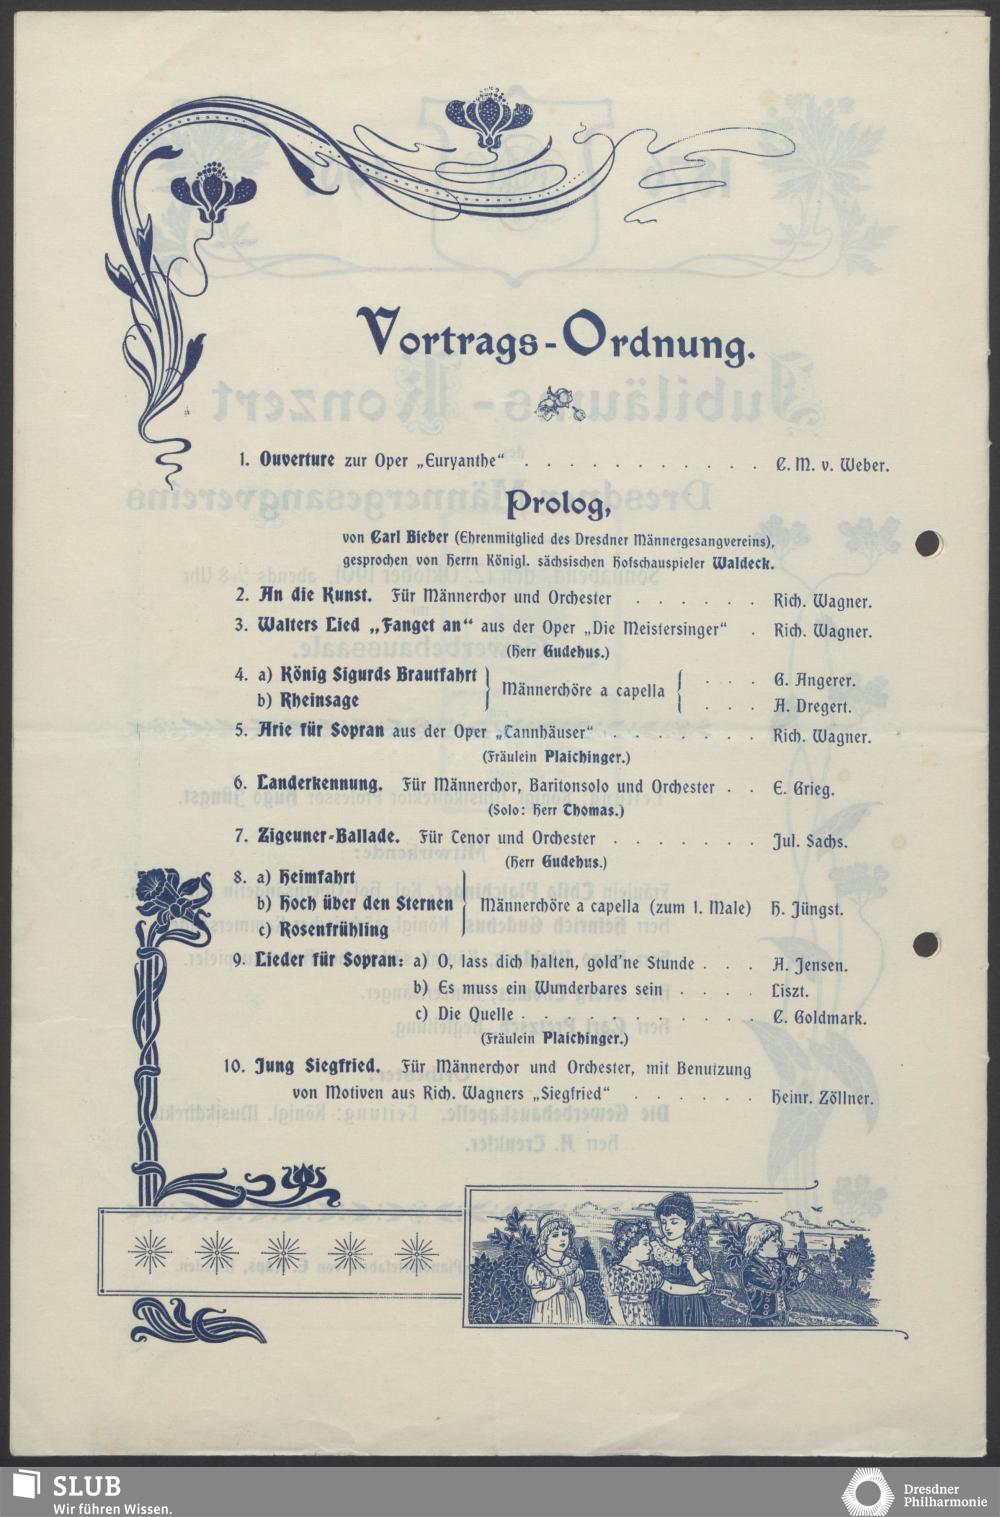 Vortrags-Ordnung.
1. Ouverture zur Oper „Euryanthe“ . . . . . . . . . . . . C. M. v. Weber.
Prolog,
von Carl Bieber (Ehrenmitglied des Dresdner Männergesangvereins),
gesprochen von Herrn Königl. sächsischen Hofschauspieler Waldeck.
2. An die Kunst. Für Männerchor und Orchester . . . . . . Rich. Wagner.
3. Walters Lied „Fanget an“ aus der Oper „Die Meistersinger“ . Rich. Wagner.
(Herr Gudehus.)
4. a) König Sigurds Brautfahrt } Männerchöre a capella { . . . G. Angerer.
b) Rheinsage . . . A. Dregert.
5. Arie für Sopran aus der Oper „Tannhäuser“ . . . . . . . . Rich. Wagner.
(Fräulein Plaichinger.)
6. Landerkennung. Für Männerchor, Baritonsolo und Orchester . . E. Grieg.
(Solo: Herr Thomas.)
7. Zigeuner-Ballade. Für Tenor und Orchester . . . . . . . Jul. Sachs.
(Herr Gudehus.)
8. a) Heimfahrt
b) Hoch über den Sternen } Männerchöre a capella (zum 1. Male) H. Jüngst.
c) Rosenfrühling
9. Lieder für Sopran: a) O, lass dich halten, gold'ne Stunde . . . A. Jensen.
b) Es muss ein Wunderbares sein . . . . Liszt.
c) Die Quelle . . . . . . . . . . . . C. Goldmark.
(Fräulein Plaichinger.)
10. Jung Siegfried. Für Männerchor und Orchester, mit Benutzung
von Motiven aus Rich. Wagners „Siegfried“ . . . . . . Heinr. Zöllner.
SLUB
Wir führen Wissen.
Dresdner
Philharmonie